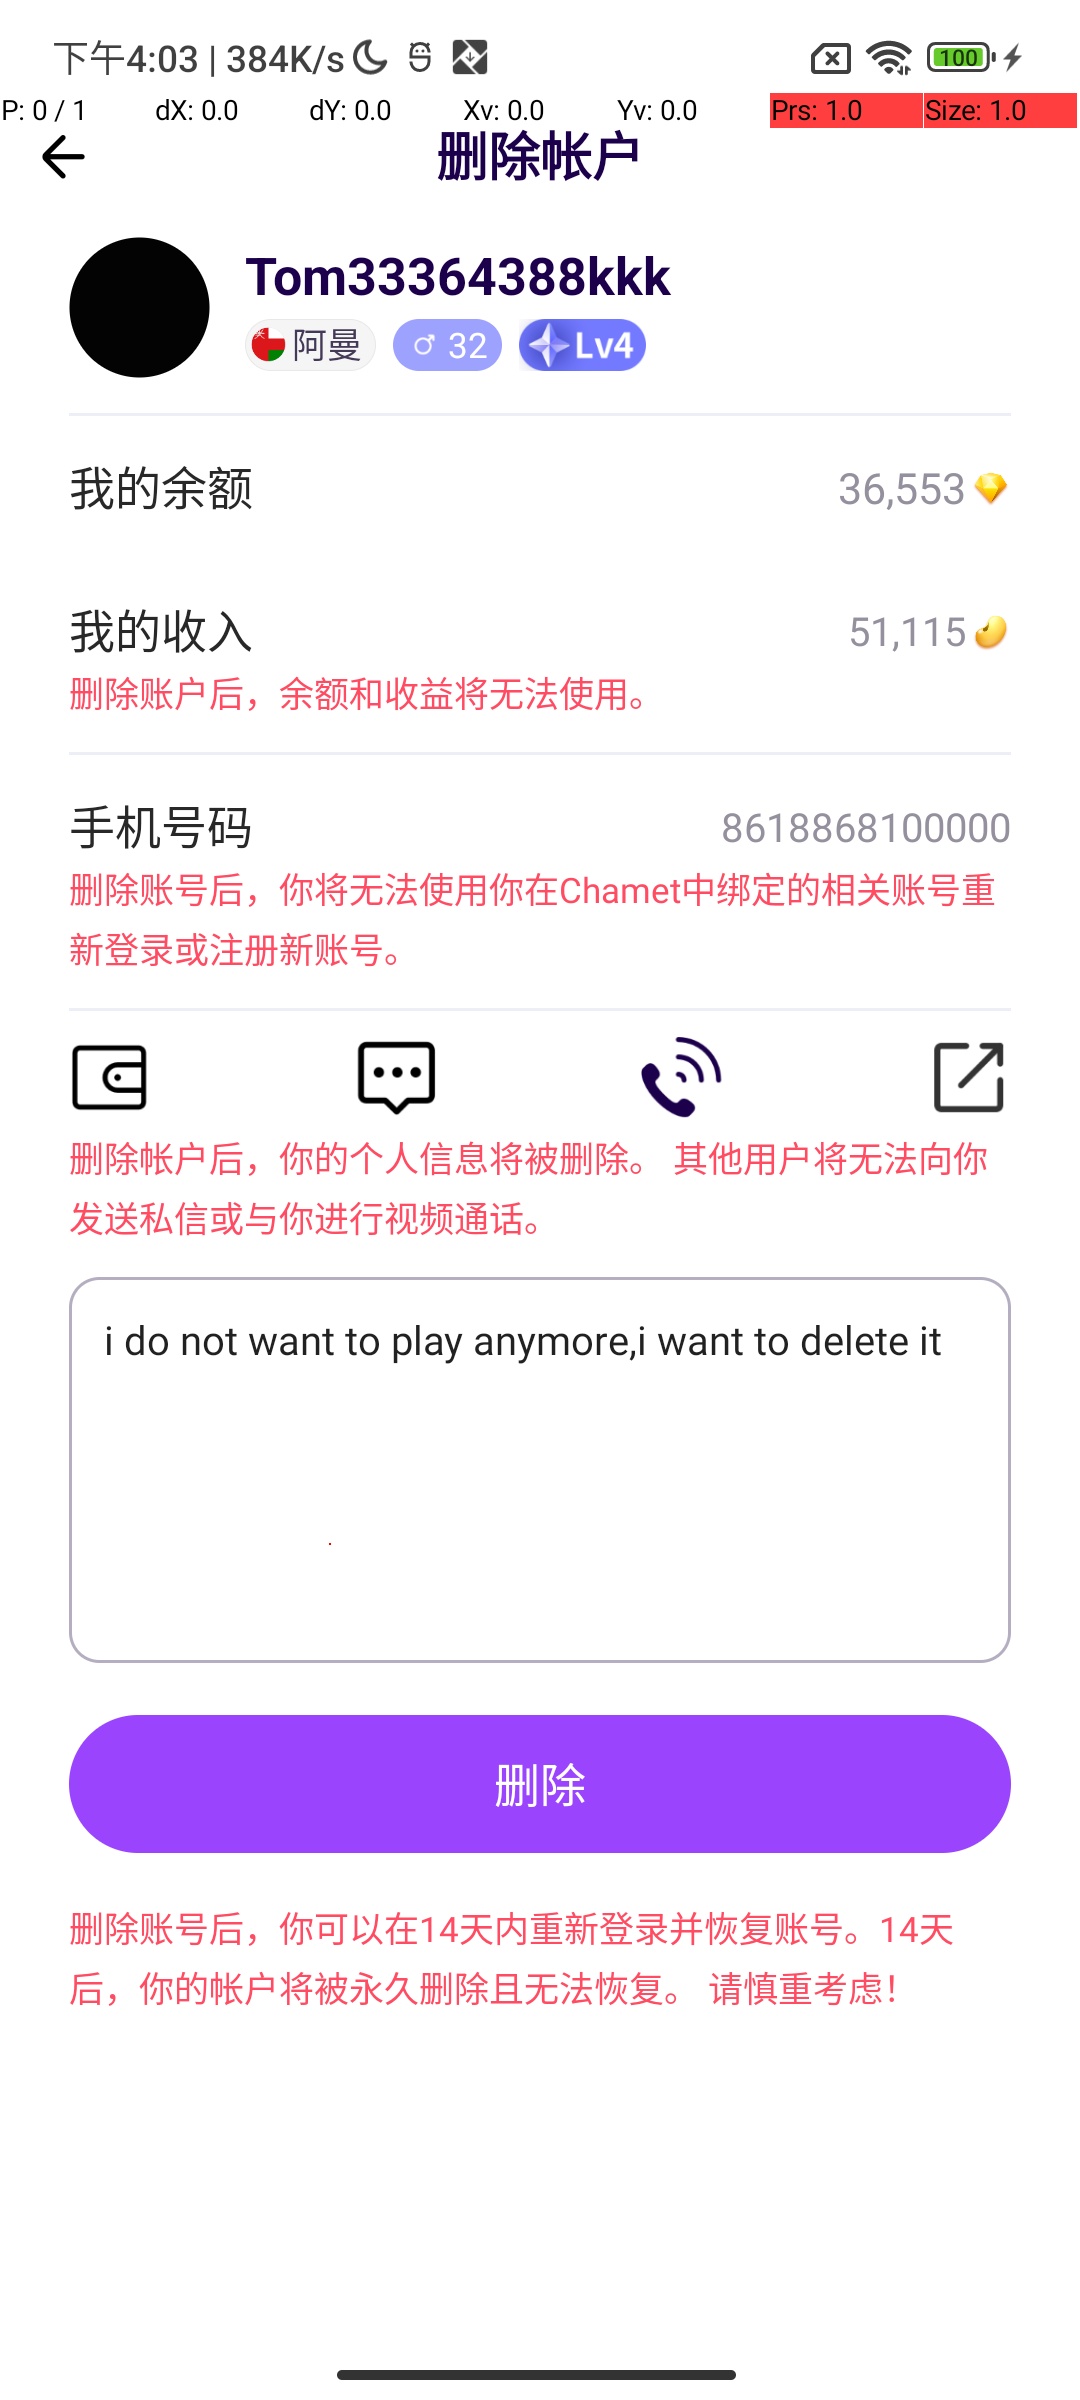 下午4:03 | 384K/s 100
P: 0 / 1 dX: 0.0 dY: 0.0 Xv: 0.0 Yv: 0.0 Prs: 1.0 Size: 1.0
删除帐户
Tom33364388kkk
阿曼 ♂ 32 Lv4
我的余额 36,553
我的收入 51,115
删除账户后，余额和收益将无法使用。
手机号码 8618868100000
删除账号后，你将无法使用你在Chamet中绑定的相关账号重
新登录或注册新账号。
删除帐户后，你的个人信息将被删除。 其他用户将无法向你
发送私信或与你进行视频通话。
i do not want to play anymore,i want to delete it
删除
删除账号后，你可以在14天内重新登录并恢复账号。14天
后，你的帐户将被永久删除且无法恢复。 请慎重考虑！